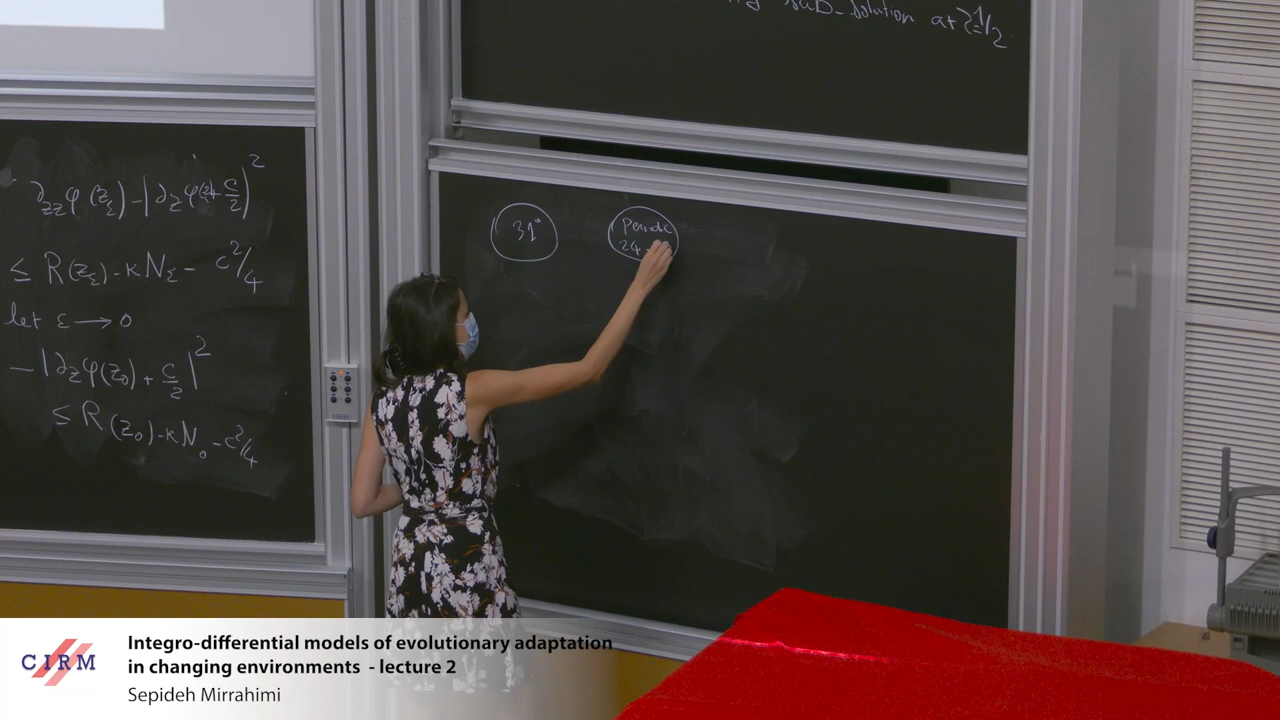 sub-solution at z=1/2
∂zzφ(zε) - |∂zφ(zε)+c/2|²
≤ R(zε) - κNε - c²/4
let ε → 0
- |∂zφ(z0) + c/2|²
≤ R(z0) - κN0 - c²/4
31°
Periodic
24
CIRM
Integro-differential models of evolutionary adaptation
in changing environments - lecture 2
Sepideh Mirrahimi